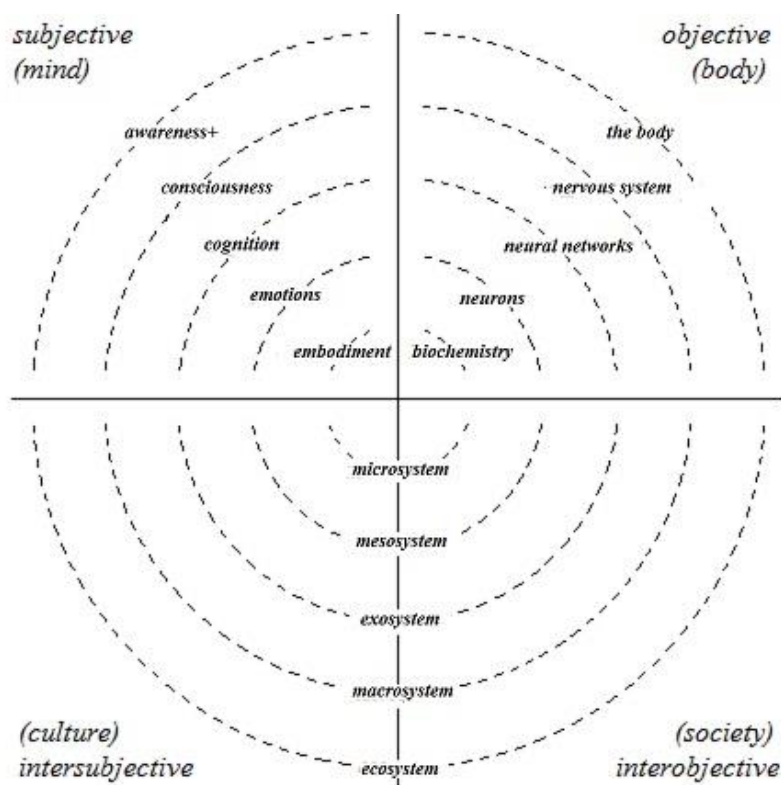 subjective
(mind)
objective
(body)
awareness+
the body
consciousness
nervous system
cognition
neural networks
emotions
neurons
embodiment
biochemistry
microsystem
mesosystem
exosystem
macrosystem
(culture)
intersubjective
(society)
interobjective
ecosystem